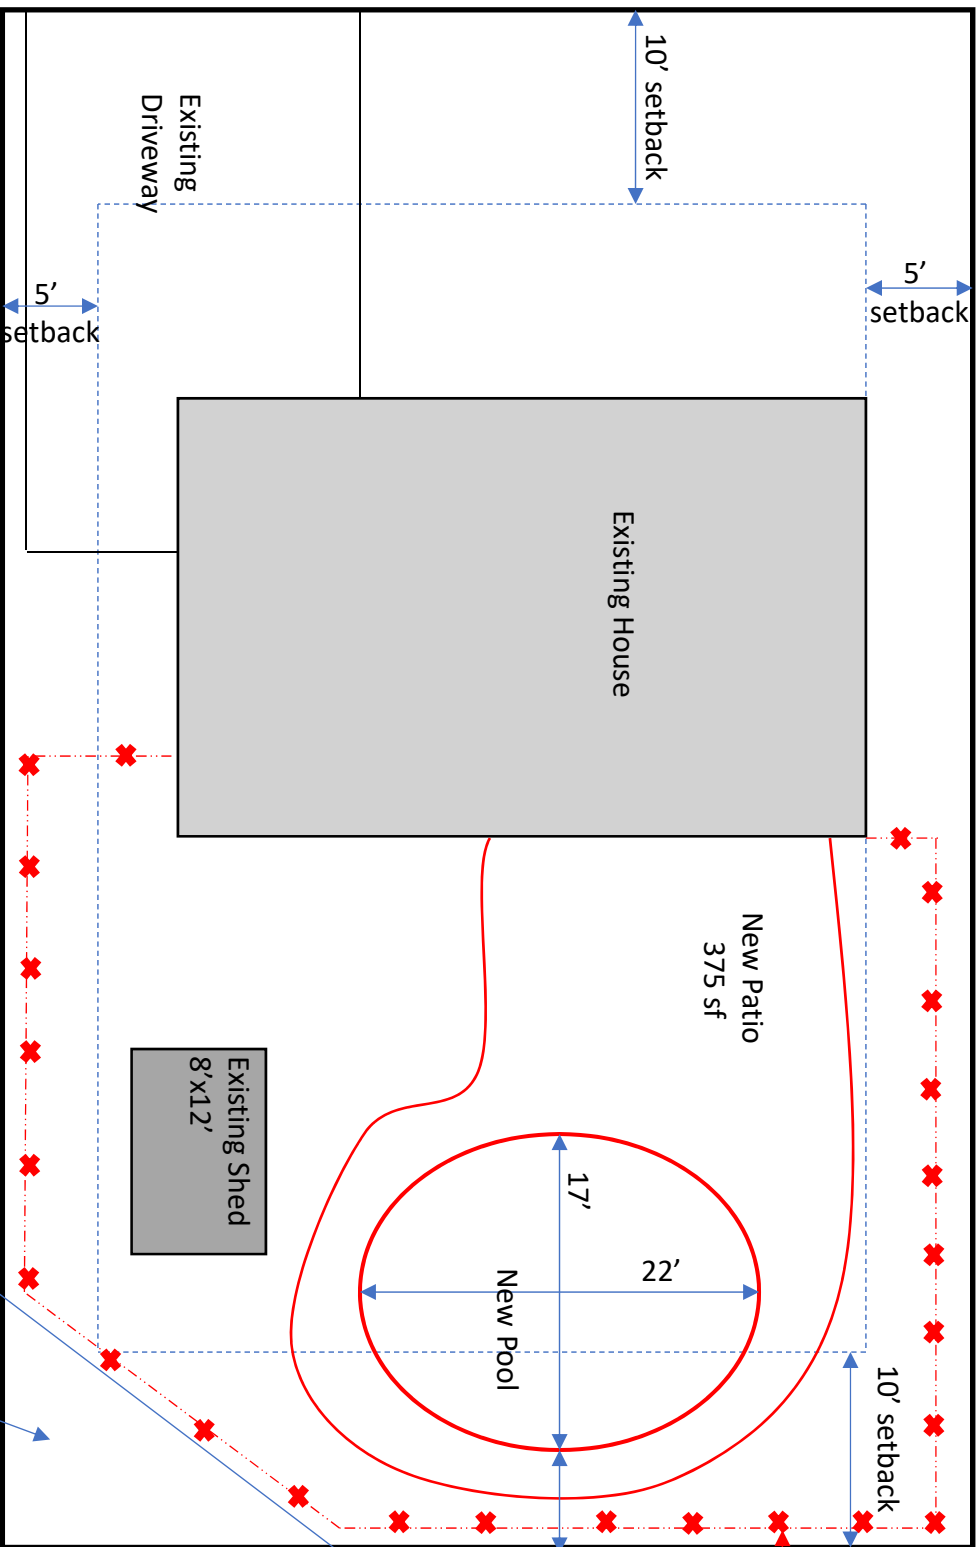 10’ setback
Existing
Driveway
5’
setback
5’
setback
Existing House
New Patio
375 sf
Existing Shed
8’x12’
17’
22’
New Pool
10’ setback